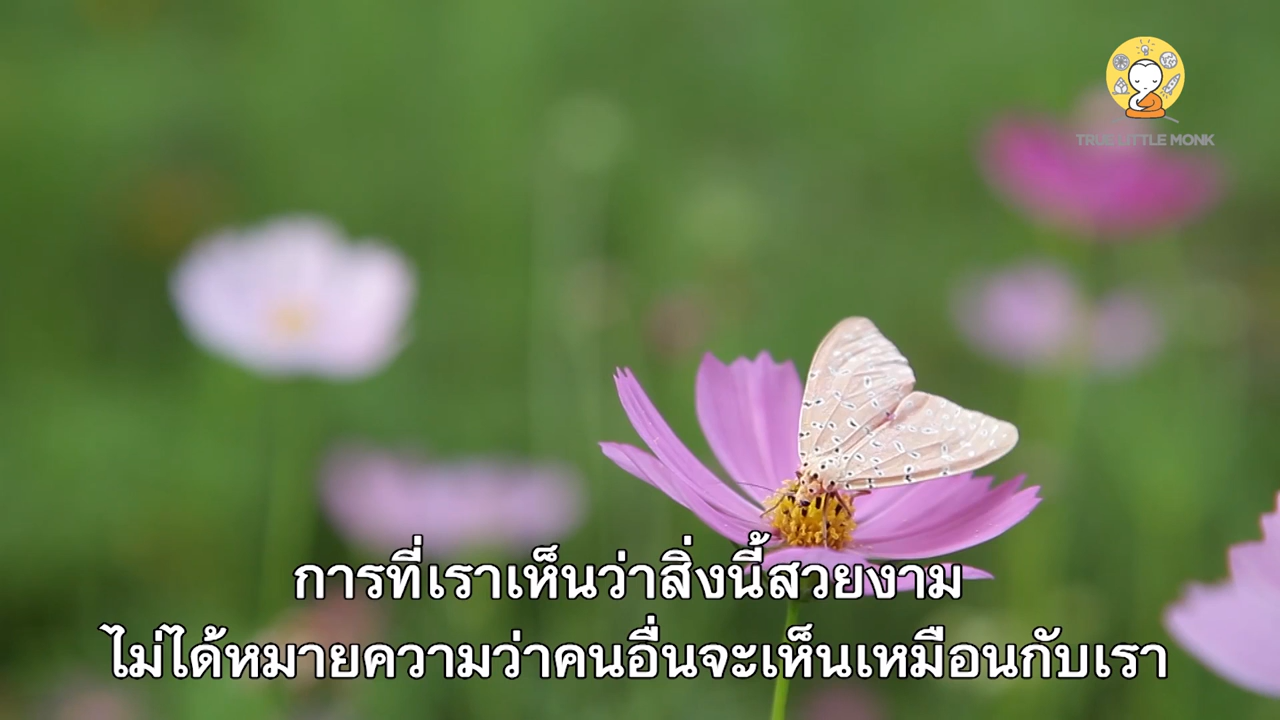 TRUE LITTLE MONK
การที่เราเห็นว่าสิ่งนี้สวยงาม
ไม่ได้หมายความว่าคนอื่นจะเห็นเหมือนกับเรา